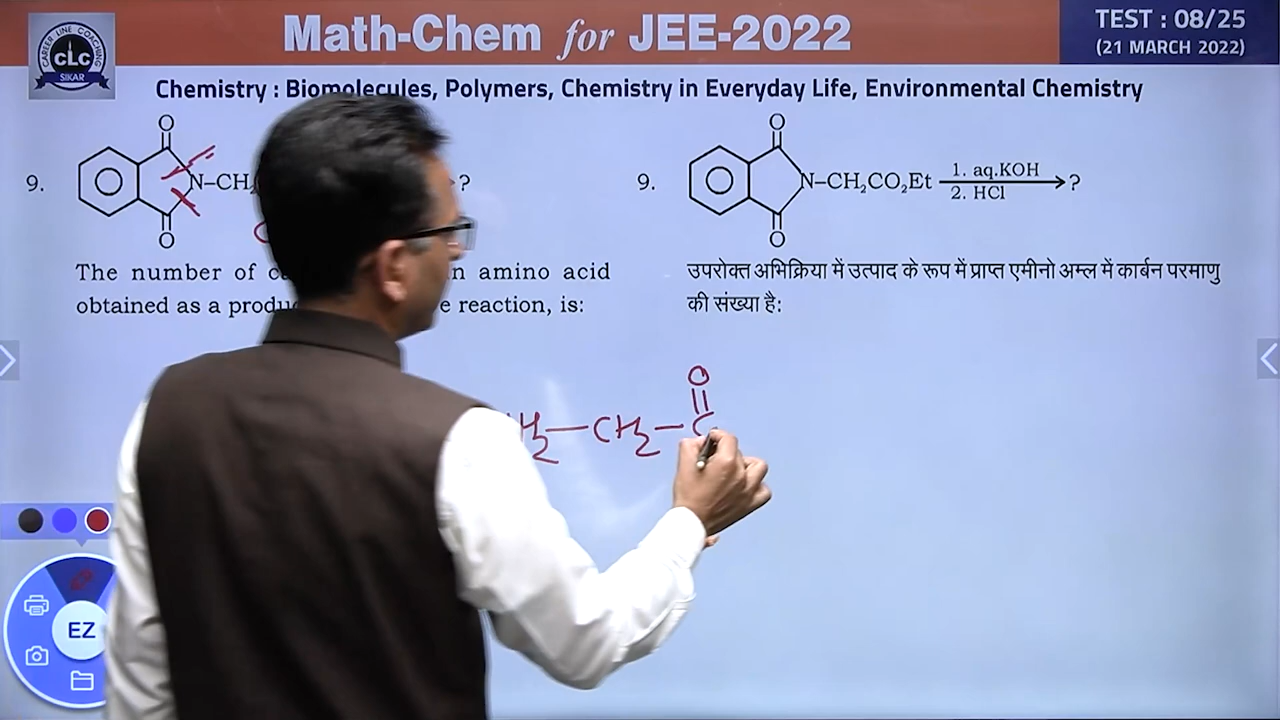 Math-Chem for JEE-2022
TEST : 08/25
(21 MARCH 2022)
CAREER LINE COACHING
CLC
SIKAR
Chemistry : Biomolecules, Polymers, Chemistry in Everyday Life, Environmental Chemistry
9.
O
N–CH
O
?
The number of amino acid
obtained as a reaction, is:
9.
O
N–CH₂CO₂Et
O
1. aq.KOH
2. HCl
?
उपरोक्त अभिक्रिया में उत्पाद के रूप में प्राप्त एमीनो अम्ल में कार्बन परमाणु
की संख्या है:
O
H₂–CH₂–C
EZ